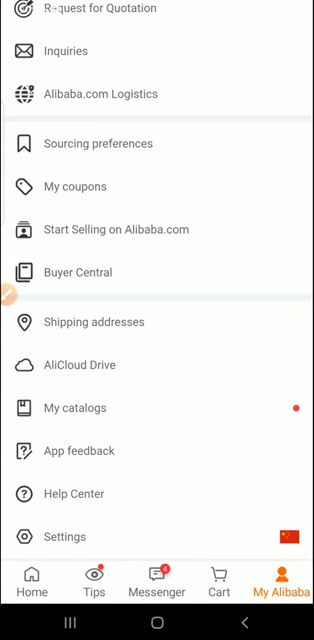 Request for Quotation
Inquiries
Alibaba.com Logistics
Sourcing preferences
My coupons
Start Selling on Alibaba.com
Buyer Central
Shipping addresses
AliCloud Drive
My catalogs
App feedback
Help Center
Settings
4
Home Tips Messenger Cart My Alibaba